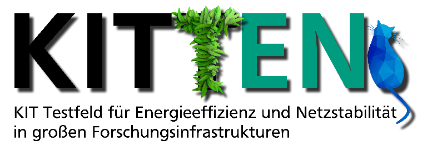 KITTEN
KIT Testfeld für Energieeffizienz und Netzstabilität
in großen Forschungsinfrastrukturen